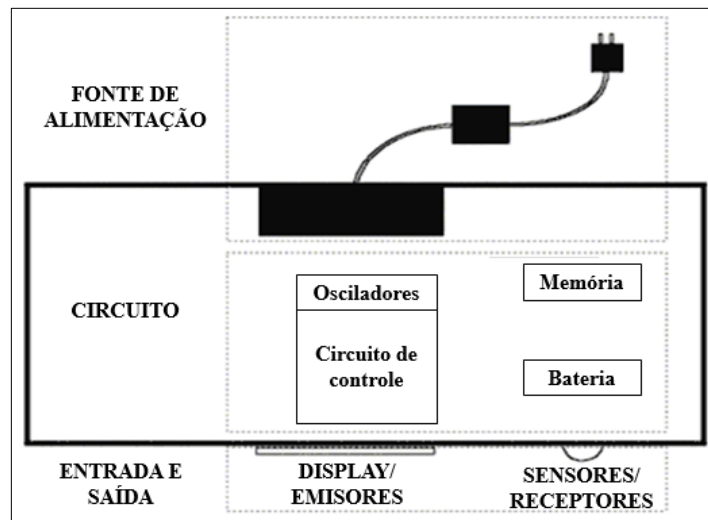 FONTE DE
ALIMENTAÇÃO
CIRCUITO
Osciladores
Circuito de
controle
Memória
Bateria
ENTRADA E
SAÍDA
DISPLAY/
EMISORES
SENSORES/
RECEPTORES